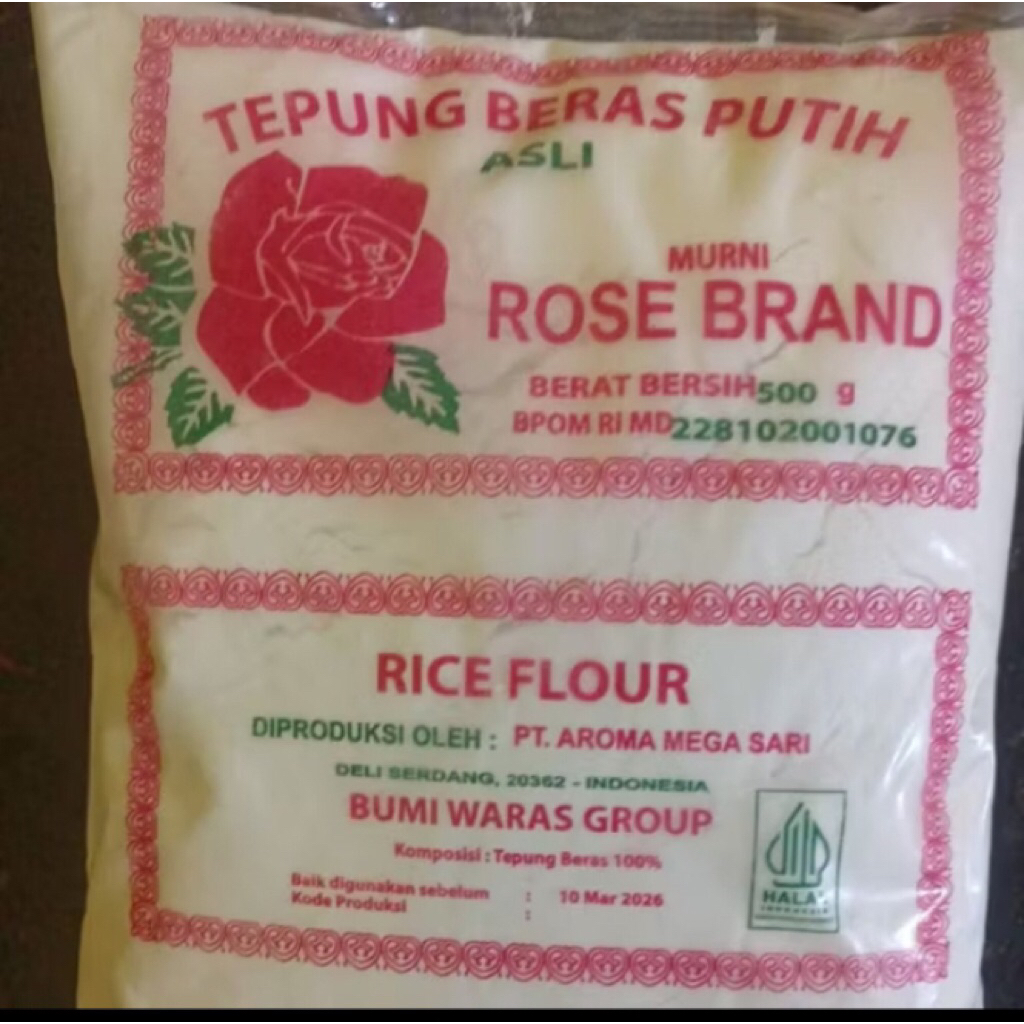 TEPUNG BERAS PUTIH
ASLI
MURNI
ROSE BRAND
BERAT BERSIH 500 g
BPOM RI MD 228102001076
RICE FLOUR
DIPRODUKSI OLEH : PT. AROMA MEGA SARI
DELI SERDANG, 20362 - INDONESIA
BUMI WARAS GROUP
Komposisi : Tepung Beras 100%
Baik digunakan sebelum : 10 Mar 2026
Kode Produksi :
HALAL
INDONESIA